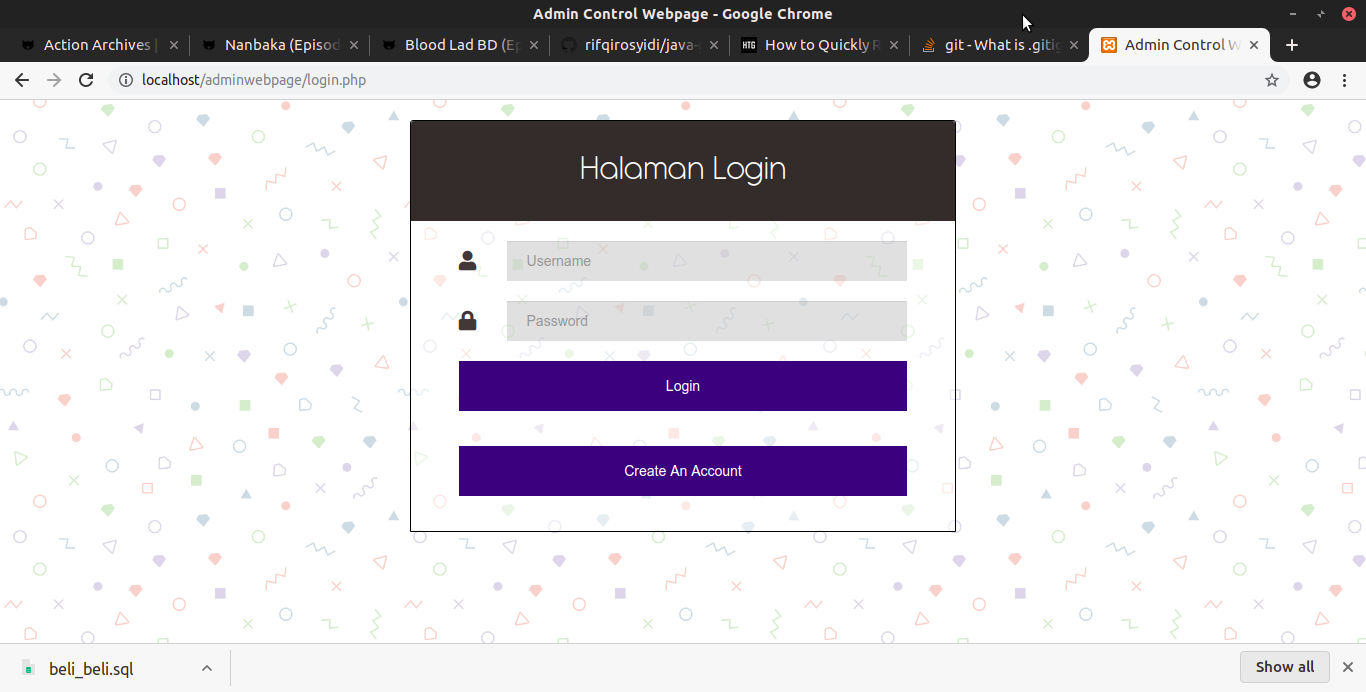 Admin Control Webpage - Google Chrome
Action Archives |
Nanbaka (Episod
Blood Lad BD (Ep
rifqirosyidi/java-
HTG How to Quickly R
git - What is .gitig
Admin Control W
localhost/adminwebpage/login.php
Halaman Login
Username
Password
Login
Create An Account
beli_beli.sql
Show all